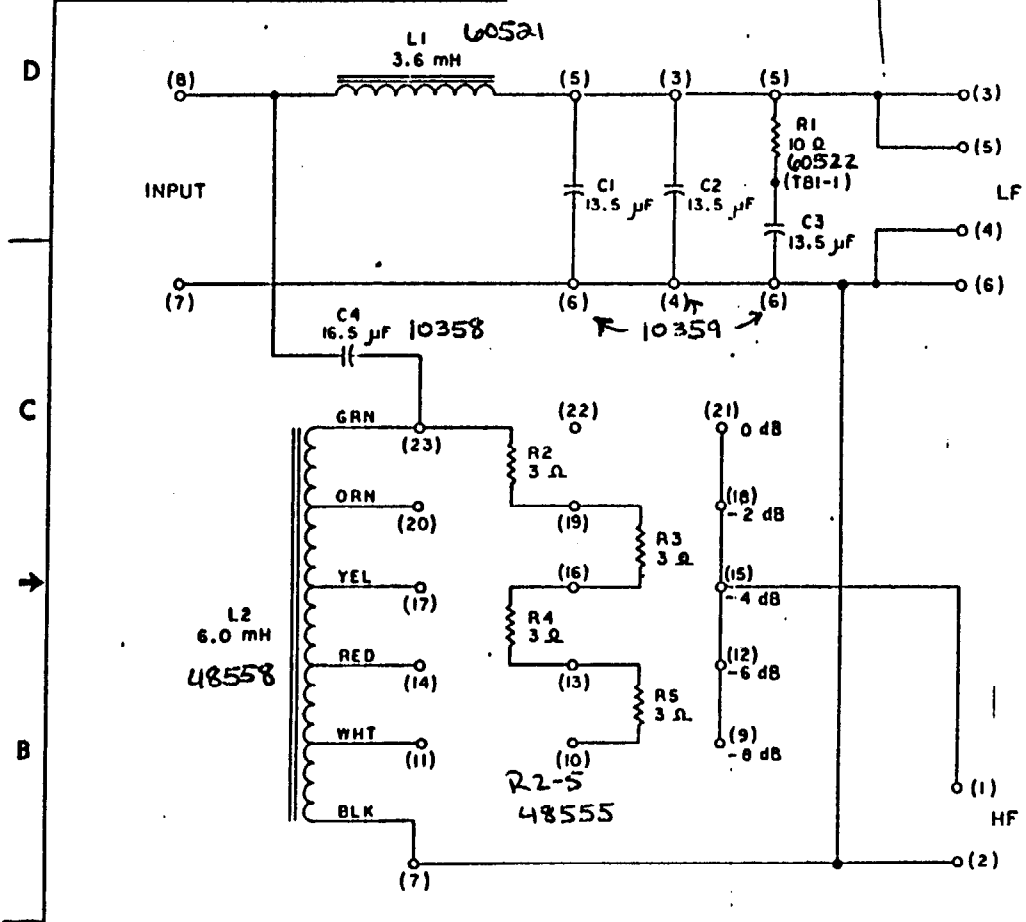 60521
L1
3.6 mH
D
(8)
(5)
(3)
(5)
(3)
R1
10 Ω
60522
(TB1-1)
(5)
INPUT
C1
13.5 µF
C2
13.5 µF
LF
C3
13.5 µF
(4)
(7)
(6)
(4)
(6)
(6)
10359
C4
16.5 µF
10358
C
GRN
(23)
(22)
(21)
0 dB
R2
3 Ω
ORN
(20)
(19)
(18)
-2 dB
R3
3 Ω
YEL
(17)
(16)
(15)
-4 dB
L2
6.0 mH
48558
R4
3 Ω
RED
(14)
(13)
(12)
-6 dB
R5
3 Ω
B
WHT
(11)
(10)
(9)
-8 dB
R2-5
48555
(1)
HF
BLK
(7)
(2)